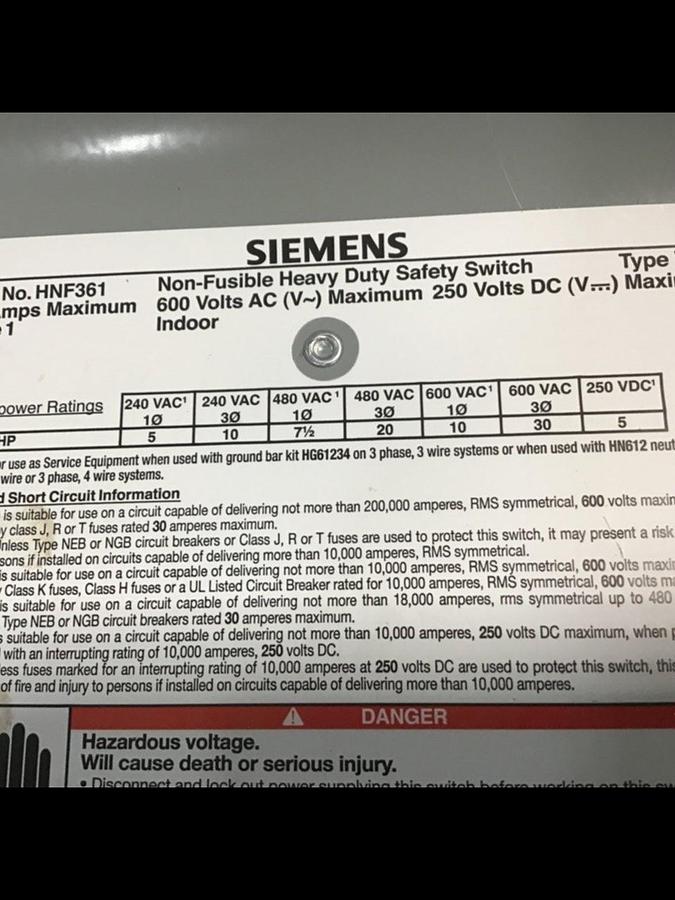 SIEMENS
No. HNF361 Non-Fusible Heavy Duty Safety Switch Type
mps Maximum 600 Volts AC (V~) Maximum 250 Volts DC (V⎓) Maxi
1 Indoor
ower Ratings 240 VAC¹ 1Ø 240 VAC 3Ø 480 VAC¹ 1Ø 480 VAC 3Ø 600 VAC¹ 1Ø 600 VAC 3Ø 250 VDC¹
HP 5 10 7½ 20 10 30 5
r use as Service Equipment when used with ground bar kit HG61234 on 3 phase, 3 wire systems or when used with HN612 neut
wire or 3 phase, 4 wire systems.
d Short Circuit Information
is suitable for use on a circuit capable of delivering not more than 200,000 amperes, RMS symmetrical, 600 volts maxim
y class J, R or T fuses rated 30 amperes maximum.
nless Type NEB or NGB circuit breakers or Class J, R or T fuses are used to protect this switch, it may present a risk
sons if installed on circuits capable of delivering more than 10,000 amperes, RMS symmetrical.
is suitable for use on a circuit capable of delivering not more than 10,000 amperes, RMS symmetrical, 600 volts maxi
Class K fuses, Class H fuses or a UL Listed Circuit Breaker rated for 10,000 amperes, RMS symmetrical, 600 volts ma
is suitable for use on a circuit capable of delivering not more than 18,000 amperes, rms symmetrical up to 480
Type NEB or NGB circuit breakers rated 30 amperes maximum.
s suitable for use on a circuit capable of delivering not more than 10,000 amperes, 250 volts DC maximum, when p
with an interrupting rating of 10,000 amperes, 250 volts DC.
ess fuses marked for an interrupting rating of 10,000 amperes at 250 volts DC are used to protect this switch, this
of fire and injury to persons if installed on circuits capable of delivering more than 10,000 amperes.
DANGER
Hazardous voltage.
Will cause death or serious injury.
• Disconnect and lock out power supplying this switch before working on this sw